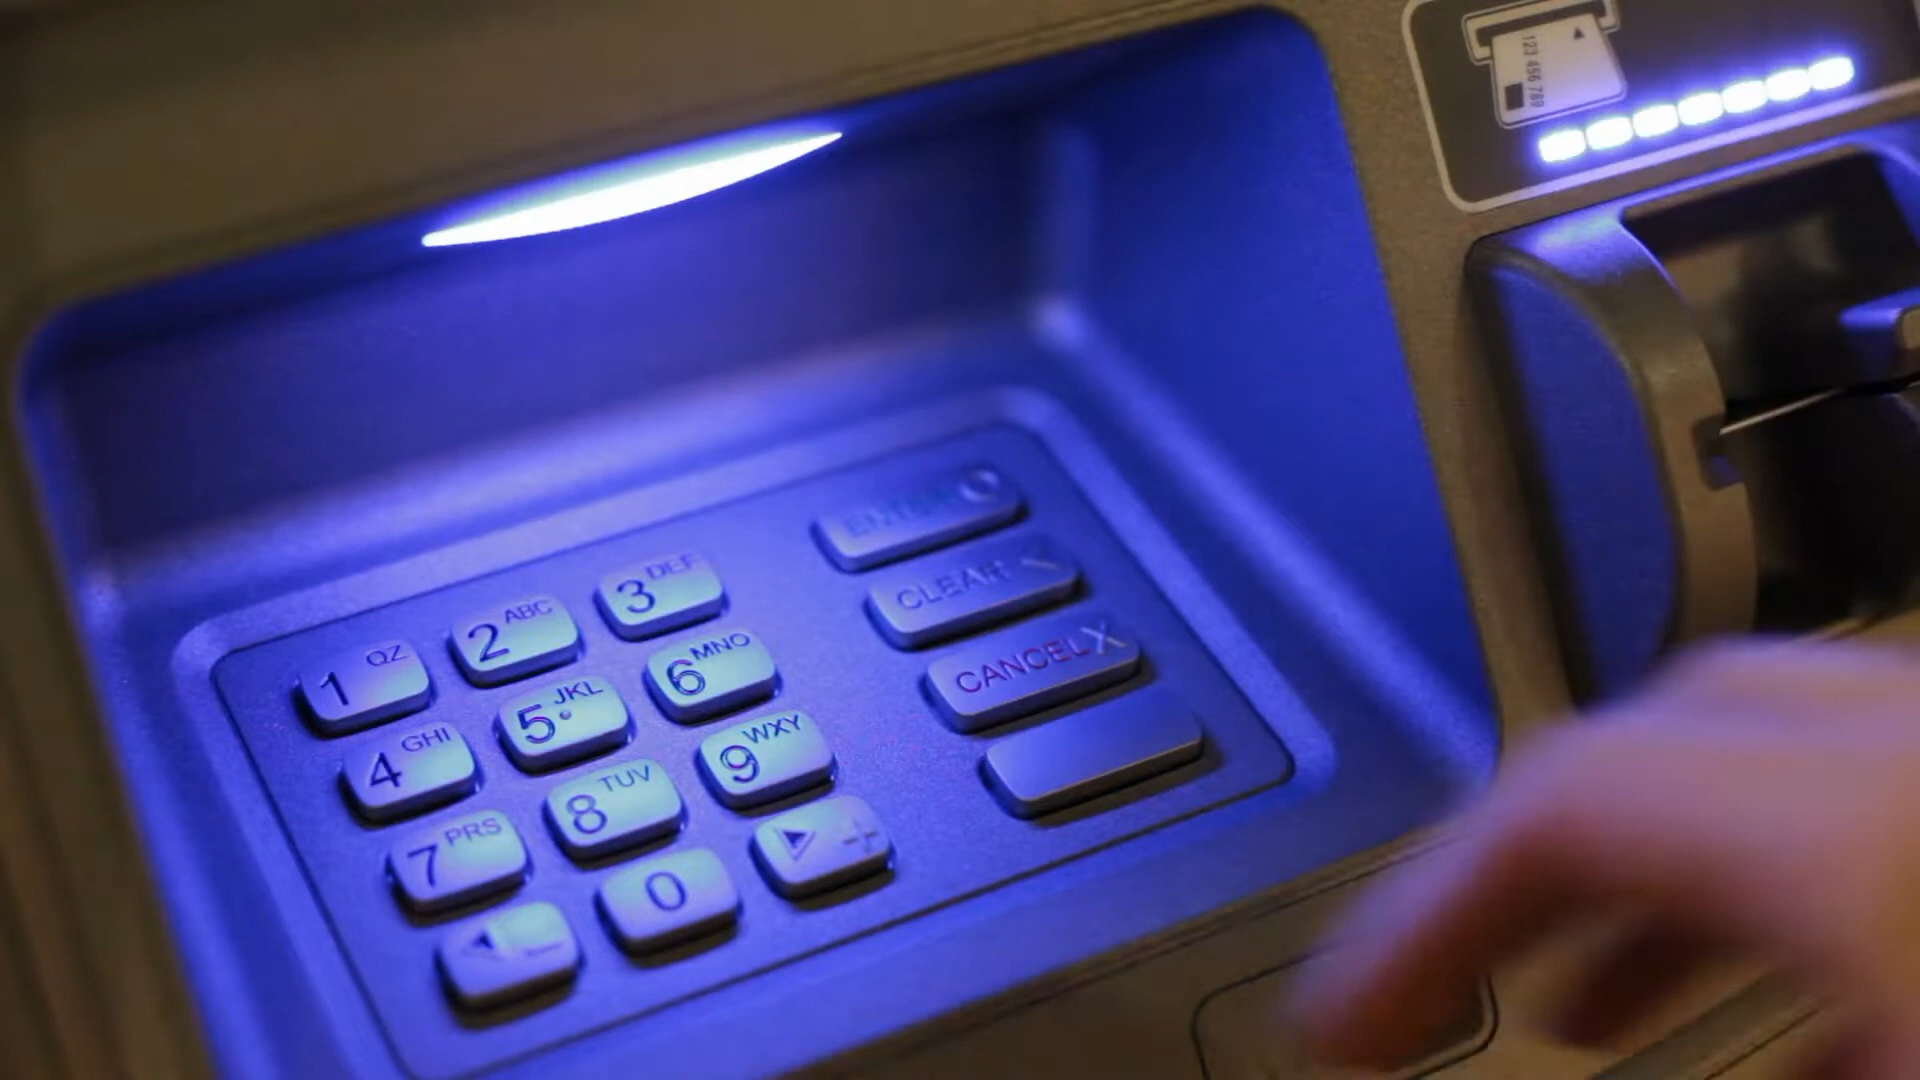 123 456 789
ENTER
CLEAR
CANCEL X
1 QZ
2 ABC
3 DEF
4 GHI
5 JKL
6 MNO
7 PRS
8 TUV
9 WXY
0